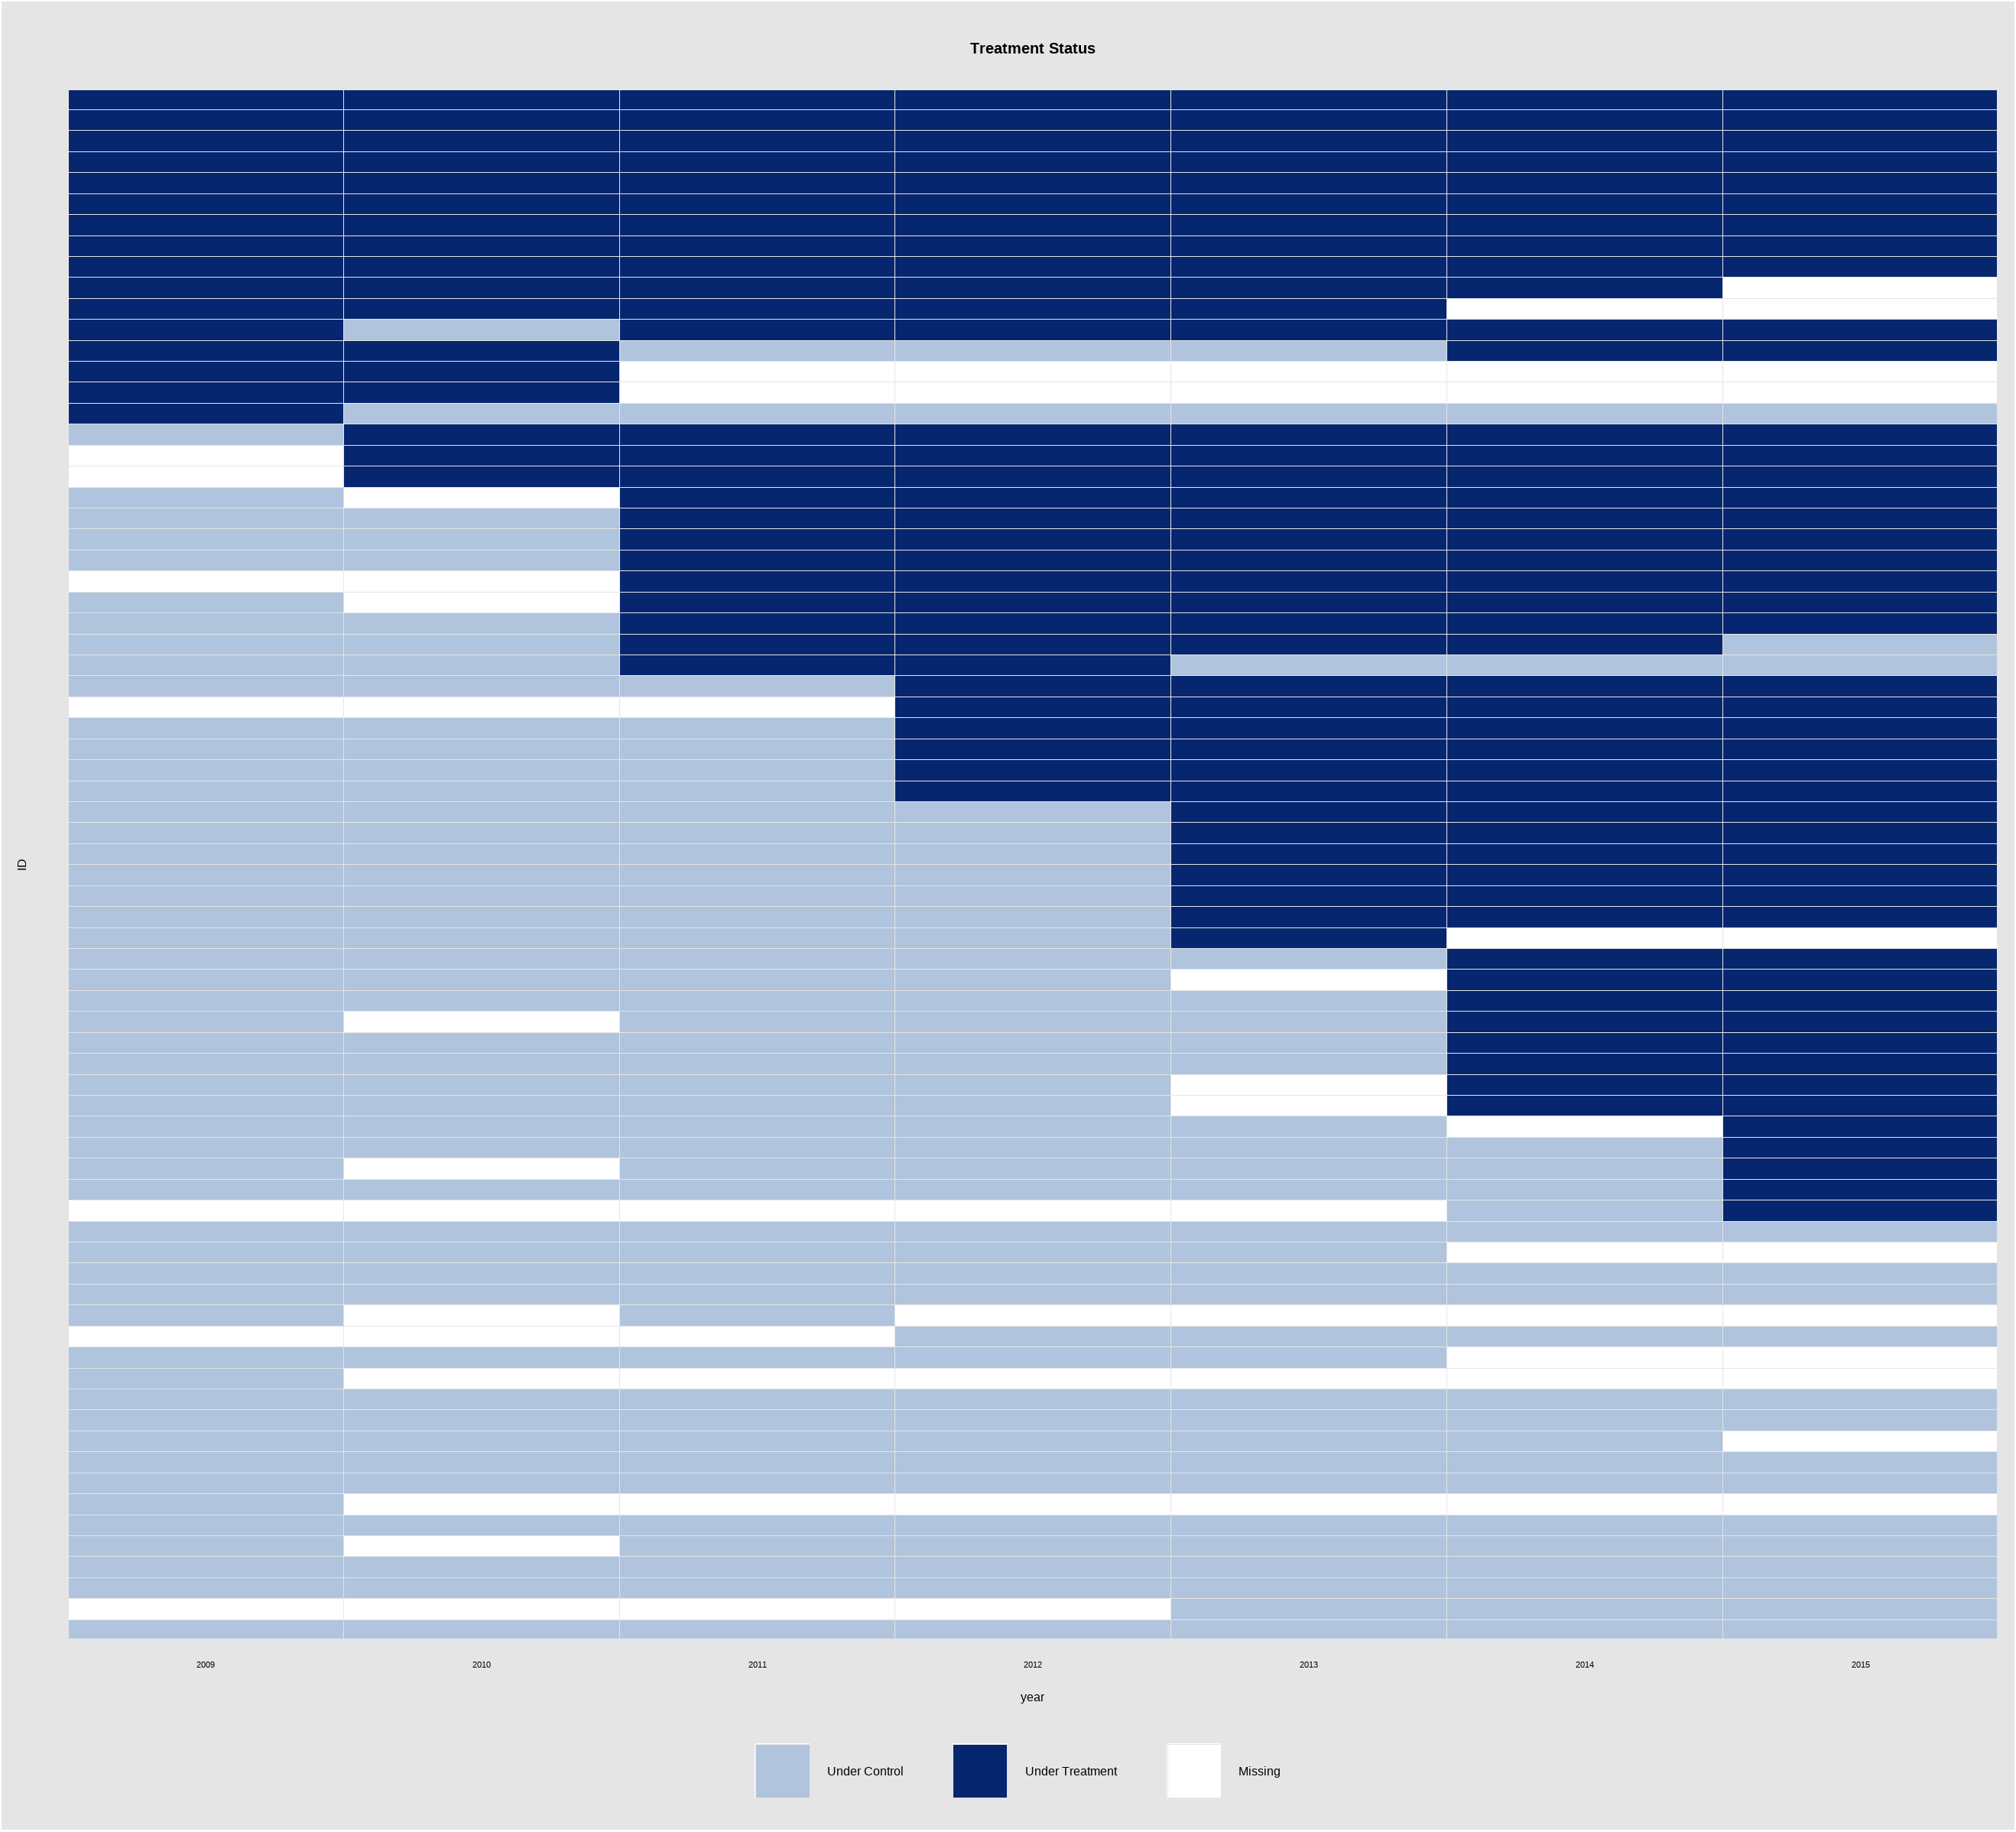 Treatment Status
ID
2009 2010 2011 2012 2013 2014 2015
year
Under Control Under Treatment Missing